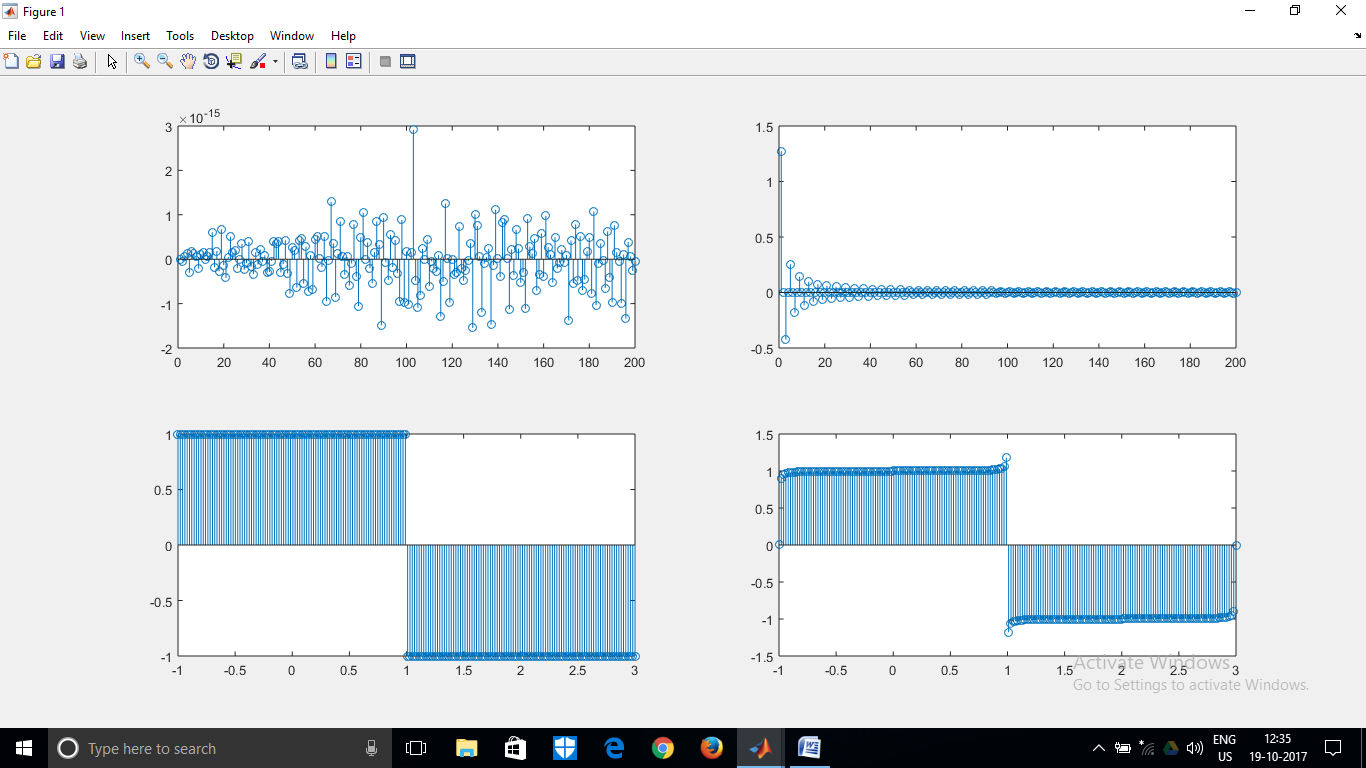 Figure 1
File Edit View Insert Tools Desktop Window Help
×10-15
3
2
1
0
-1
-2
0 20 40 60 80 100 120 140 160 180 200
1.5
1
0.5
0
-0.5
0 20 40 60 80 100 120 140 160 180 200
1
0.5
0
-0.5
-1
-1 -0.5 0 0.5 1 1.5 2 2.5 3
1.5
1
0.5
0
-0.5
-1
-1.5
-1 -0.5 0 0.5 1 1.5 2 2.5 3
Activate Windows
Go to Settings to activate Windows.
Type here to search
ENG
US
12:35
19-10-2017